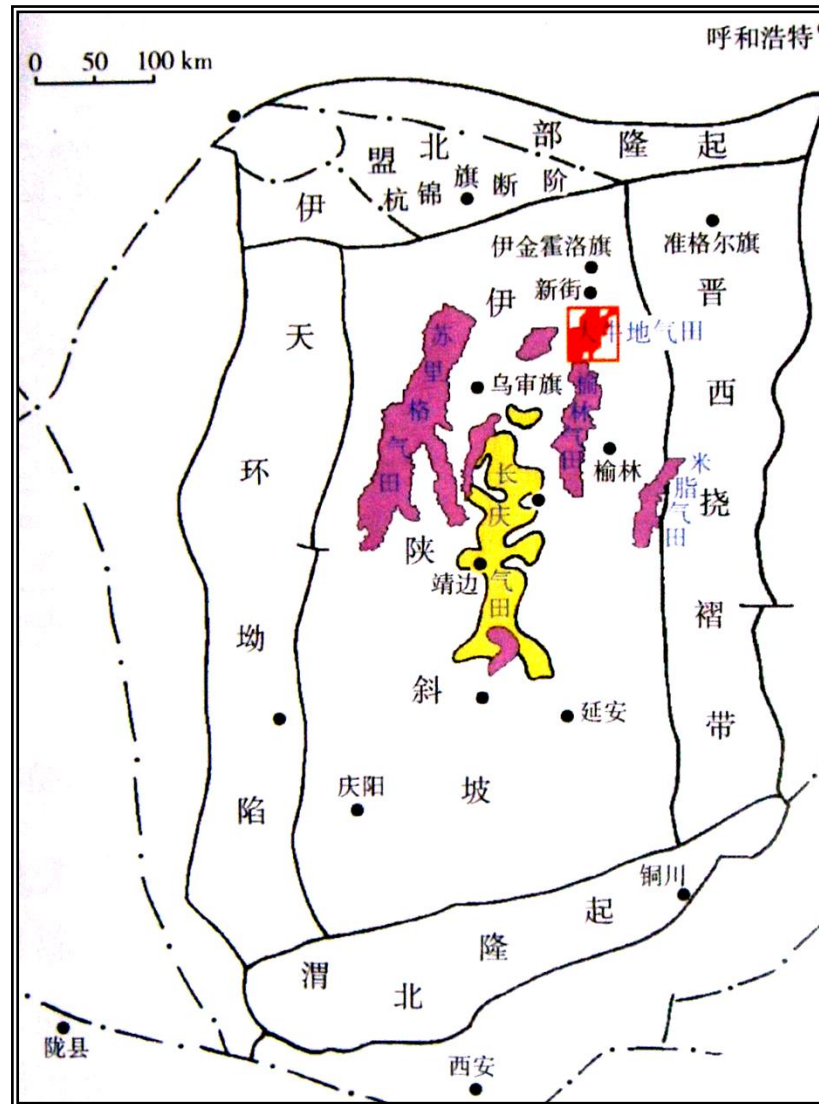 呼和浩特
0 50 100 km
伊盟北部隆起
杭锦旗断阶
伊金霍洛旗
准格尔旗
新街
大牛地气田
苏里格气田
乌审旗
榆林气田
榆林
米脂气田
长庆气田
靖边
伊陕斜坡
天环坳陷
晋西挠褶带
延安
庆阳
铜川
渭北隆起
陇县
西安